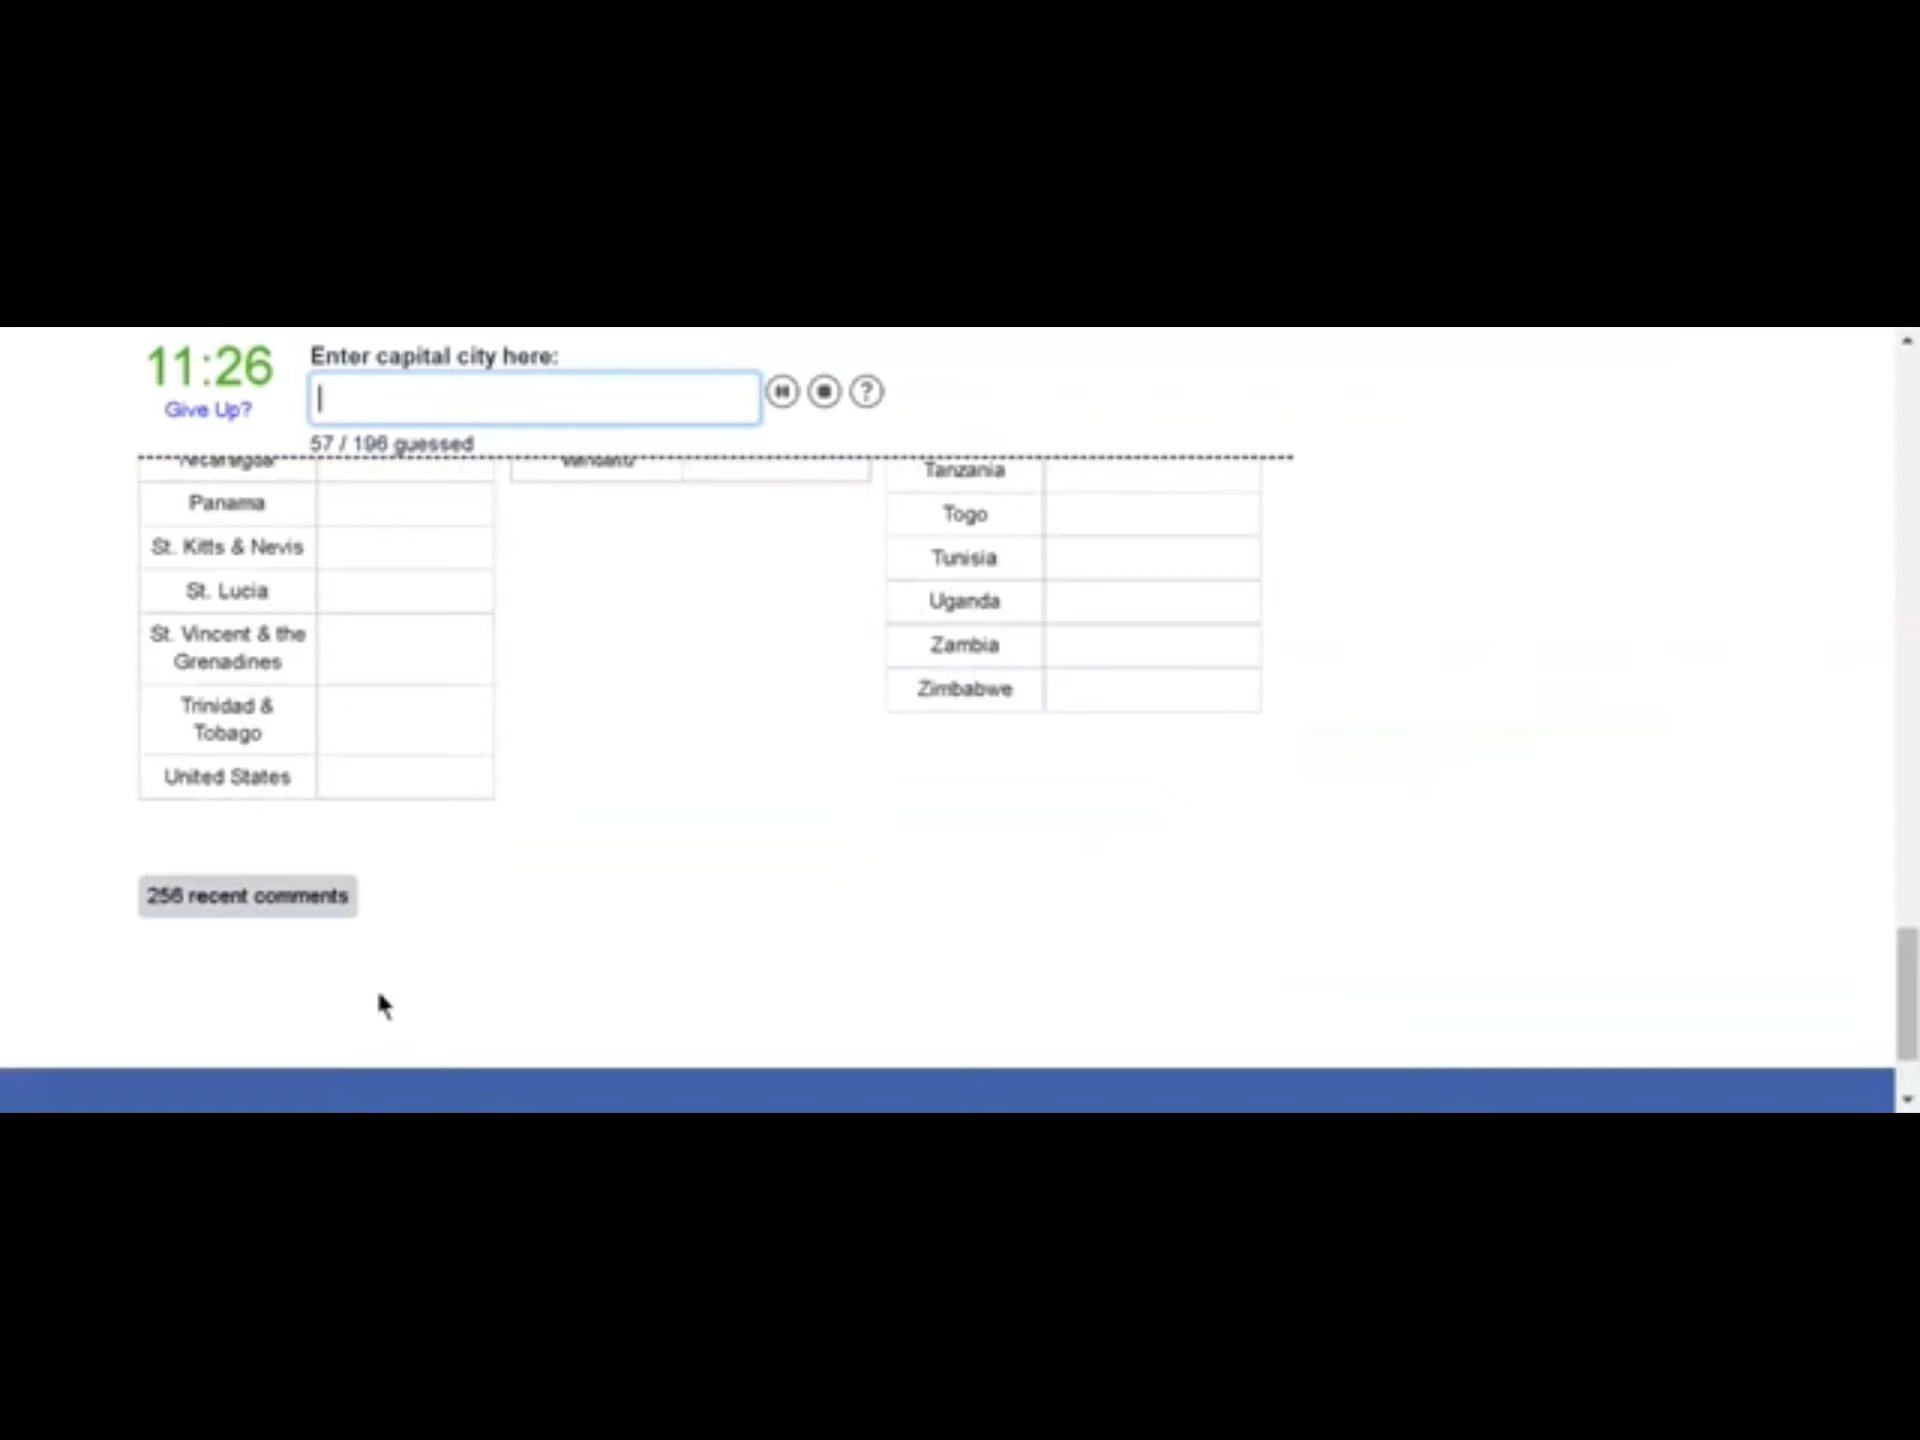 11:26
Give Up?
Enter capital city here:
57 / 196 guessed
Panama
St. Kitts & Nevis
St. Lucia
St. Vincent & the
Grenadines
Trinidad &
Tobago
United States
Tanzania
Togo
Tunisia
Uganda
Zambia
Zimbabwe
256 recent comments